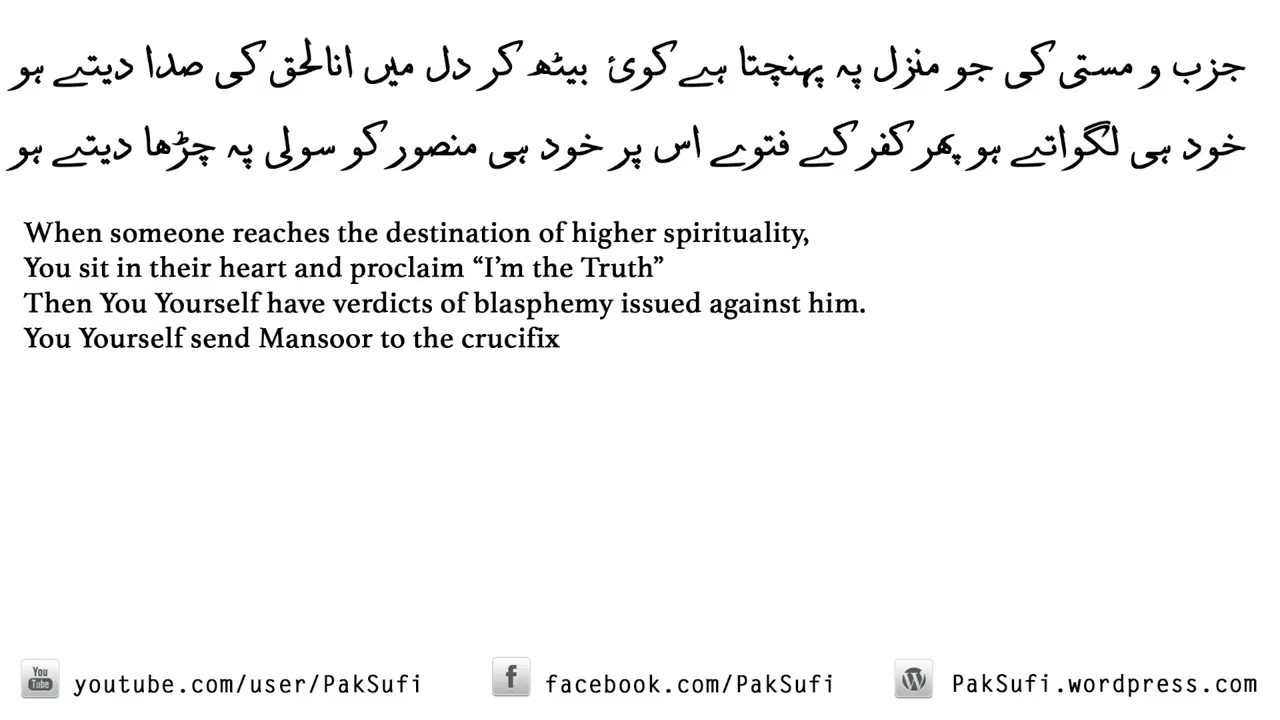 جزب و مستی کی جو منزل پہ پہنچتا ہے کوئ بیٹھ کر دل میں انالحق کی صدا دیتے ہو
خود ہی لگواتے ہو پھر کفر کے فتوے اس پر خود ہی منصور کو سولی پہ چڑھا دیتے ہو
When someone reaches the destination of higher spirituality,
You sit in their heart and proclaim “I’m the Truth”
Then You Yourself have verdicts of blasphemy issued against him.
You Yourself send Mansoor to the crucifix
You Tube youtube.com/user/PakSufi f facebook.com/PakSufi W PakSufi.wordpress.com